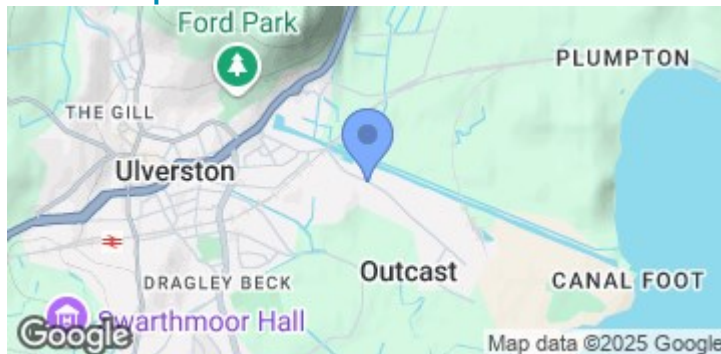 Ford Park
PLUMPTON
THE GILL
Ulverston
Outcast
DRAGLEY BECK
CANAL FOOT
Swarthmoor Hall
Google
Map data ©2025 Google